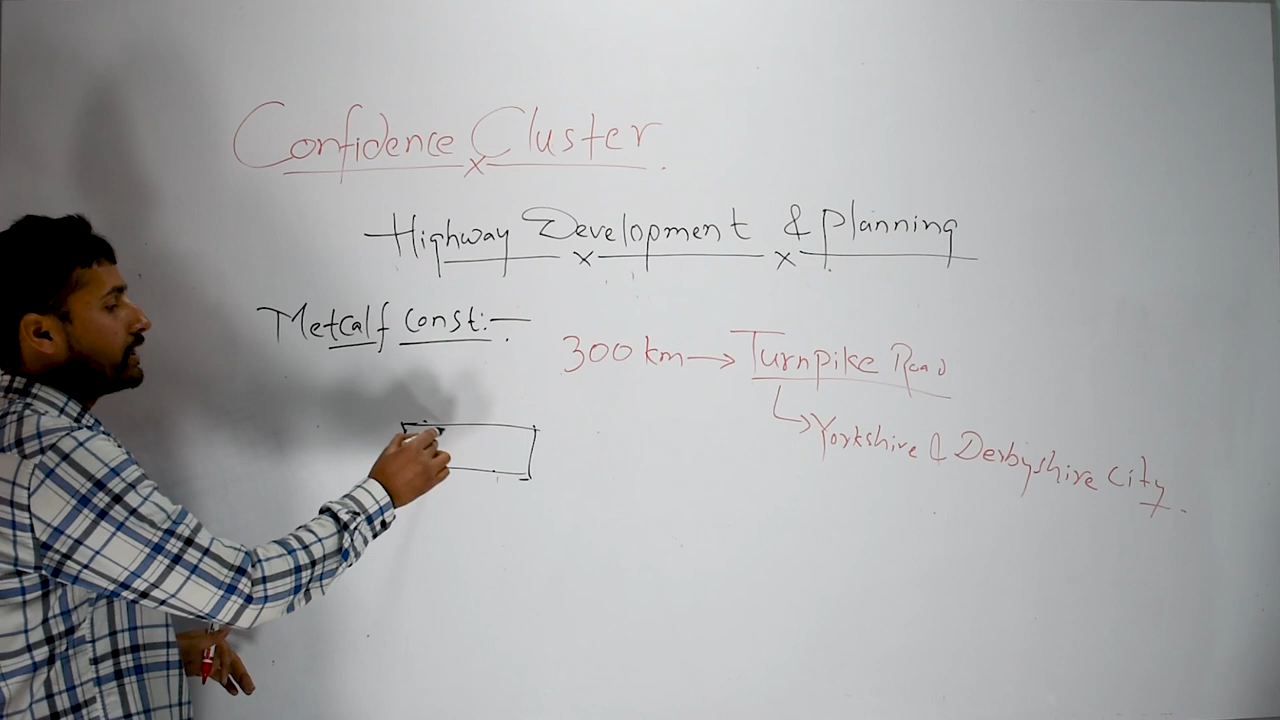 Confidence Cluster.
Highway Development & Planning
Metcalf Const:-
300 km → Turnpike Road
↳ Yorkshire & Derbyshire City.